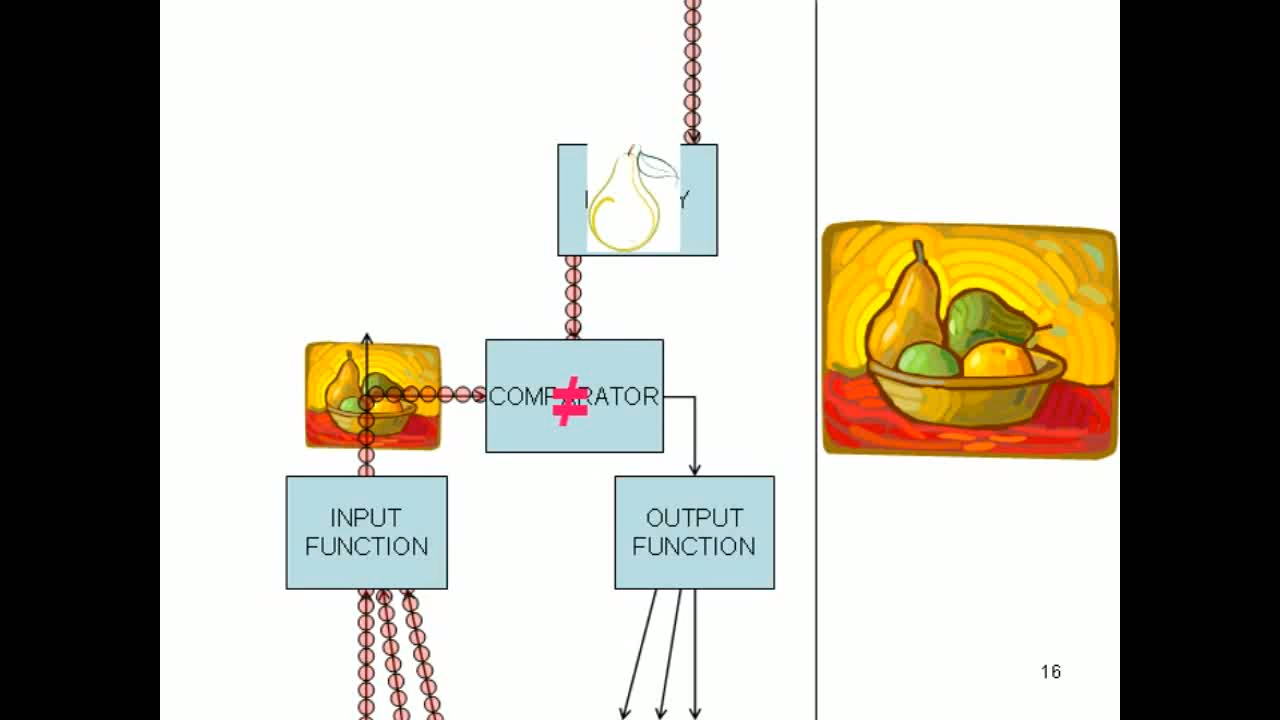 COMPARATOR
INPUT
FUNCTION
OUTPUT
FUNCTION
16